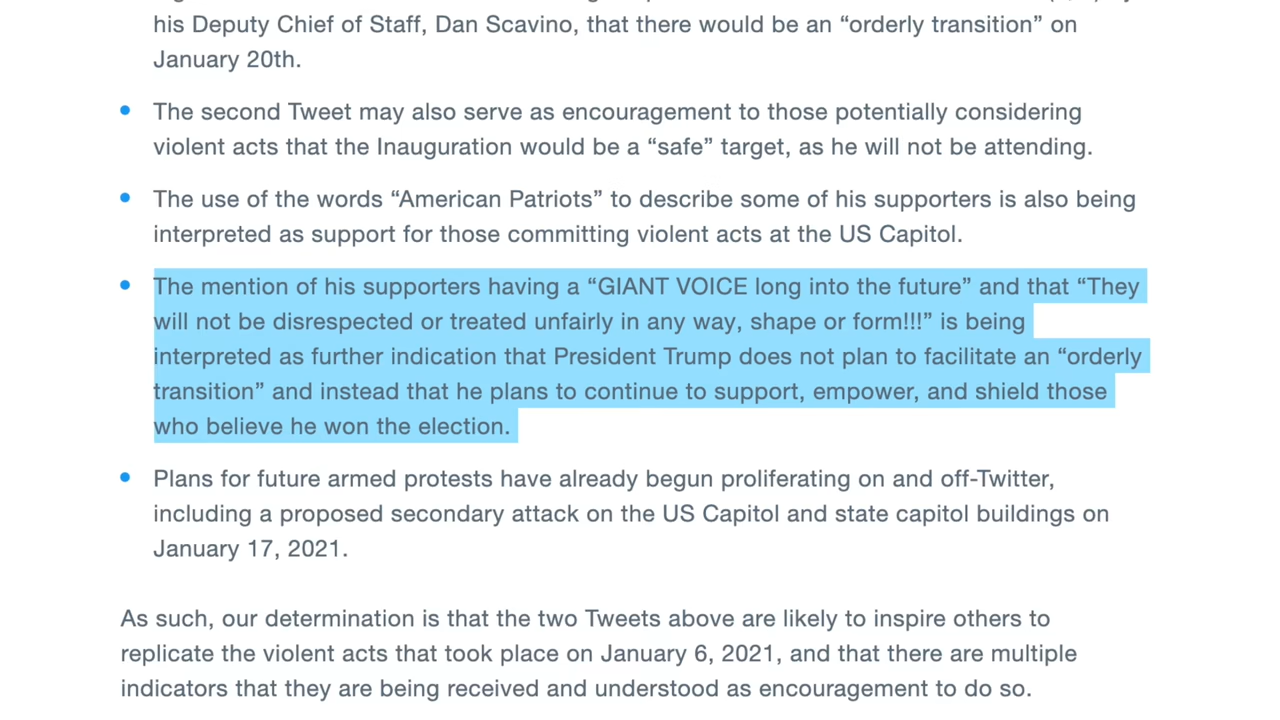 his Deputy Chief of Staff, Dan Scavino, that there would be an “orderly transition” on
January 20th.
The second Tweet may also serve as encouragement to those potentially considering
violent acts that the Inauguration would be a “safe” target, as he will not be attending.
The use of the words “American Patriots” to describe some of his supporters is also being
interpreted as support for those committing violent acts at the US Capitol.
The mention of his supporters having a “GIANT VOICE long into the future” and that “They
will not be disrespected or treated unfairly in any way, shape or form!!!” is being
interpreted as further indication that President Trump does not plan to facilitate an “orderly
transition” and instead that he plans to continue to support, empower, and shield those
who believe he won the election.
Plans for future armed protests have already begun proliferating on and off-Twitter,
including a proposed secondary attack on the US Capitol and state capitol buildings on
January 17, 2021.
As such, our determination is that the two Tweets above are likely to inspire others to
replicate the violent acts that took place on January 6, 2021, and that there are multiple
indicators that they are being received and understood as encouragement to do so.